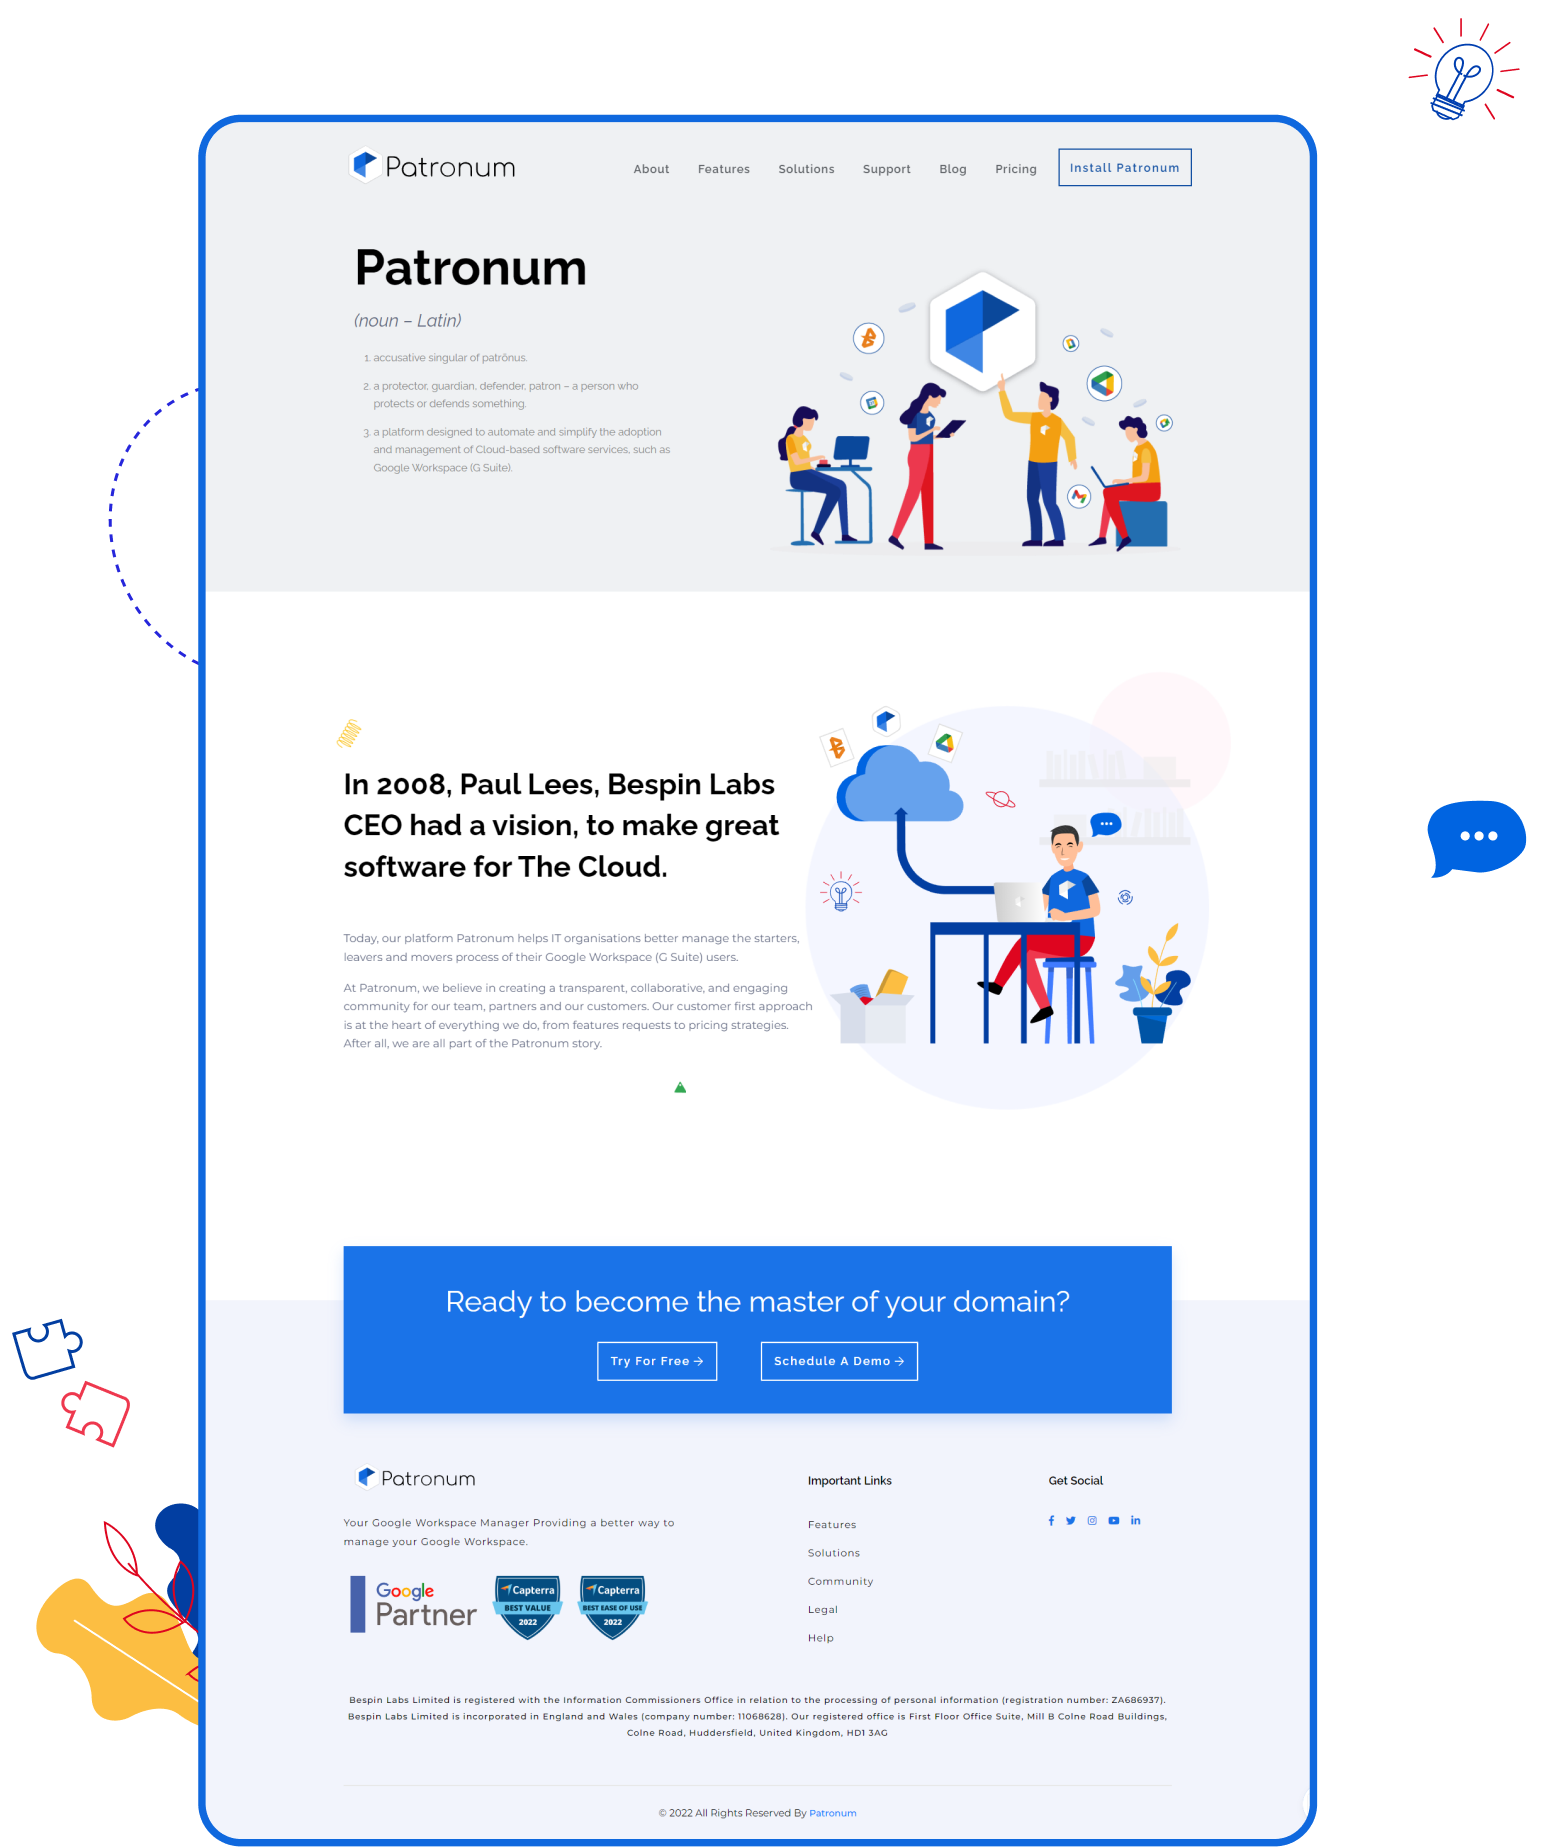 Patronum
About Features Solutions Support Blog Pricing Install Patronum
Patronum
(noun – Latin)
1. accusative singular of patrōnus.
2. a protector, guardian, defender, patron – a person who
protects or defends something.
3. a platform designed to automate and simplify the adoption
and management of Cloud-based software services, such as
Google Workspace (G Suite).
In 2008, Paul Lees, Bespin Labs
CEO had a vision, to make great
software for The Cloud.
Today, our platform Patronum helps IT organisations better manage the starters,
leavers and movers process of their Google Workspace (G Suite) users.
At Patronum, we believe in creating a transparent, collaborative, and engaging
community for our team, partners and our customers. Our customer first approach
is at the heart of everything we do, from features requests to pricing strategies.
After all, we are all part of the Patronum story.
Ready to become the master of your domain?
Try For Free → Schedule A Demo →
Patronum
Your Google Workspace Manager Providing a better way to
manage your Google Workspace.
Google
Partner
Capterra
BEST VALUE
2022
Capterra
BEST EASE OF USE
2022
Important Links
Features
Solutions
Community
Legal
Help
Get Social
Bespin Labs Limited is registered with the Information Commissioners Office in relation to the processing of personal information (registration number: ZA686937).
Bespin Labs Limited is incorporated in England and Wales (company number: 11068628). Our registered office is First Floor Office Suite, Mill B Colne Road Buildings,
Colne Road, Huddersfield, United Kingdom, HD1 3AG
© 2022 All Rights Reserved By Patronum